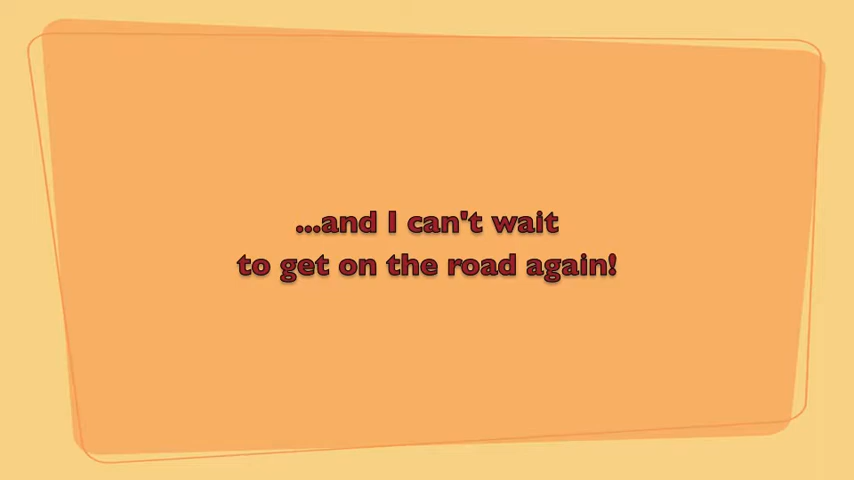 ...and I can't wait
to get on the road again!